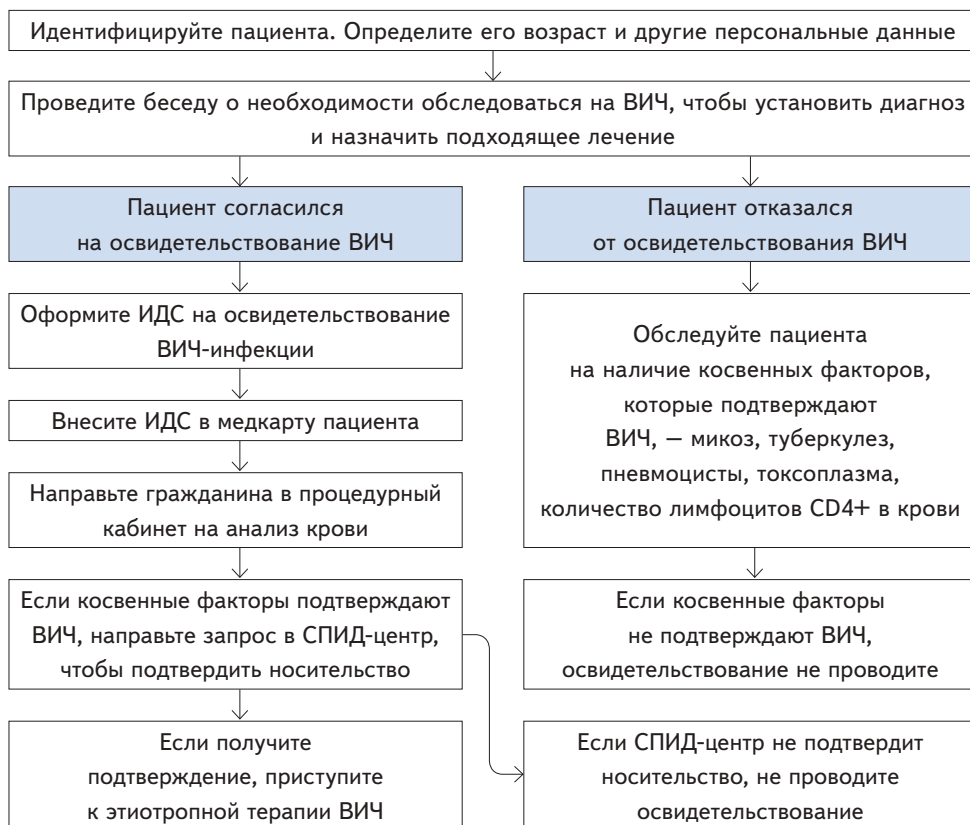 Идентифицируйте пациента. Определите его возраст и другие персональные данные
Проведите беседу о необходимости обследоваться на ВИЧ, чтобы установить диагноз
и назначить подходящее лечение
Пациент согласился
на освидетельствование ВИЧ
Оформите ИДС на освидетельствование
ВИЧ-инфекции
Внесите ИДС в медкарту пациента
Направьте гражданина в процедурный
кабинет на анализ крови
Если косвенные факторы подтверждают
ВИЧ, направьте запрос в СПИД-центр,
чтобы подтвердить носительство
Если получите
подтверждение, приступите
к этиотропной терапии ВИЧ
Пациент отказался
от освидетельствования ВИЧ
Обследуйте пациента
на наличие косвенных факторов,
которые подтверждают
ВИЧ, – микоз, туберкулез,
пневмоцисты, токсоплазма,
количество лимфоцитов CD4+ в крови
Если косвенные факторы
не подтверждают ВИЧ,
освидетельствование не проводите
Если СПИД-центр не подтвердит
носительство, не проводите
освидетельствование